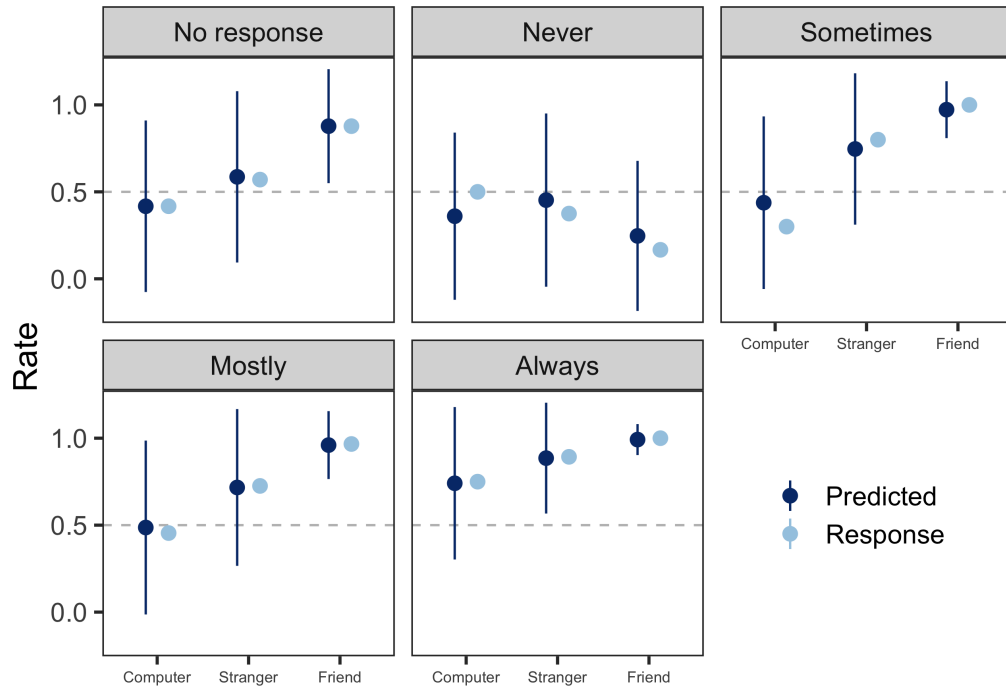 No response
Never
Sometimes
1.0
0.5
0.0
Computer
Stranger
Friend
Rate
Mostly
Always
1.0
0.5
0.0
Predicted
Response
Computer
Stranger
Friend
Computer
Stranger
Friend